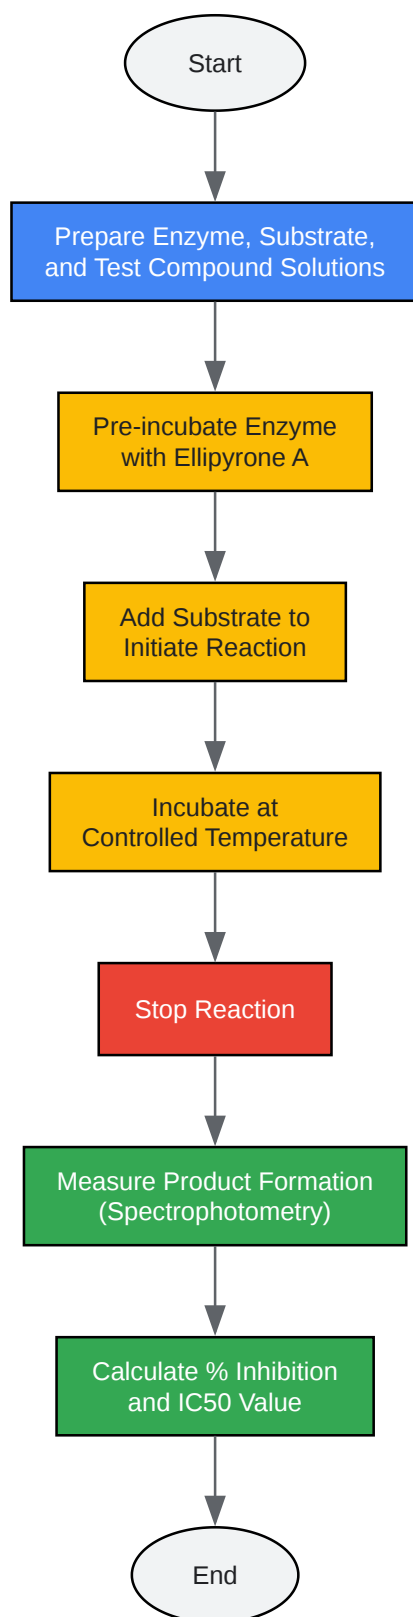 Start
Prepare Enzyme, Substrate,
and Test Compound Solutions
Pre-incubate Enzyme
with Ellipyrone A
Add Substrate to
Initiate Reaction
Incubate at
Controlled Temperature
Stop Reaction
Measure Product Formation
(Spectrophotometry)
Calculate % Inhibition
and IC50 Value
End